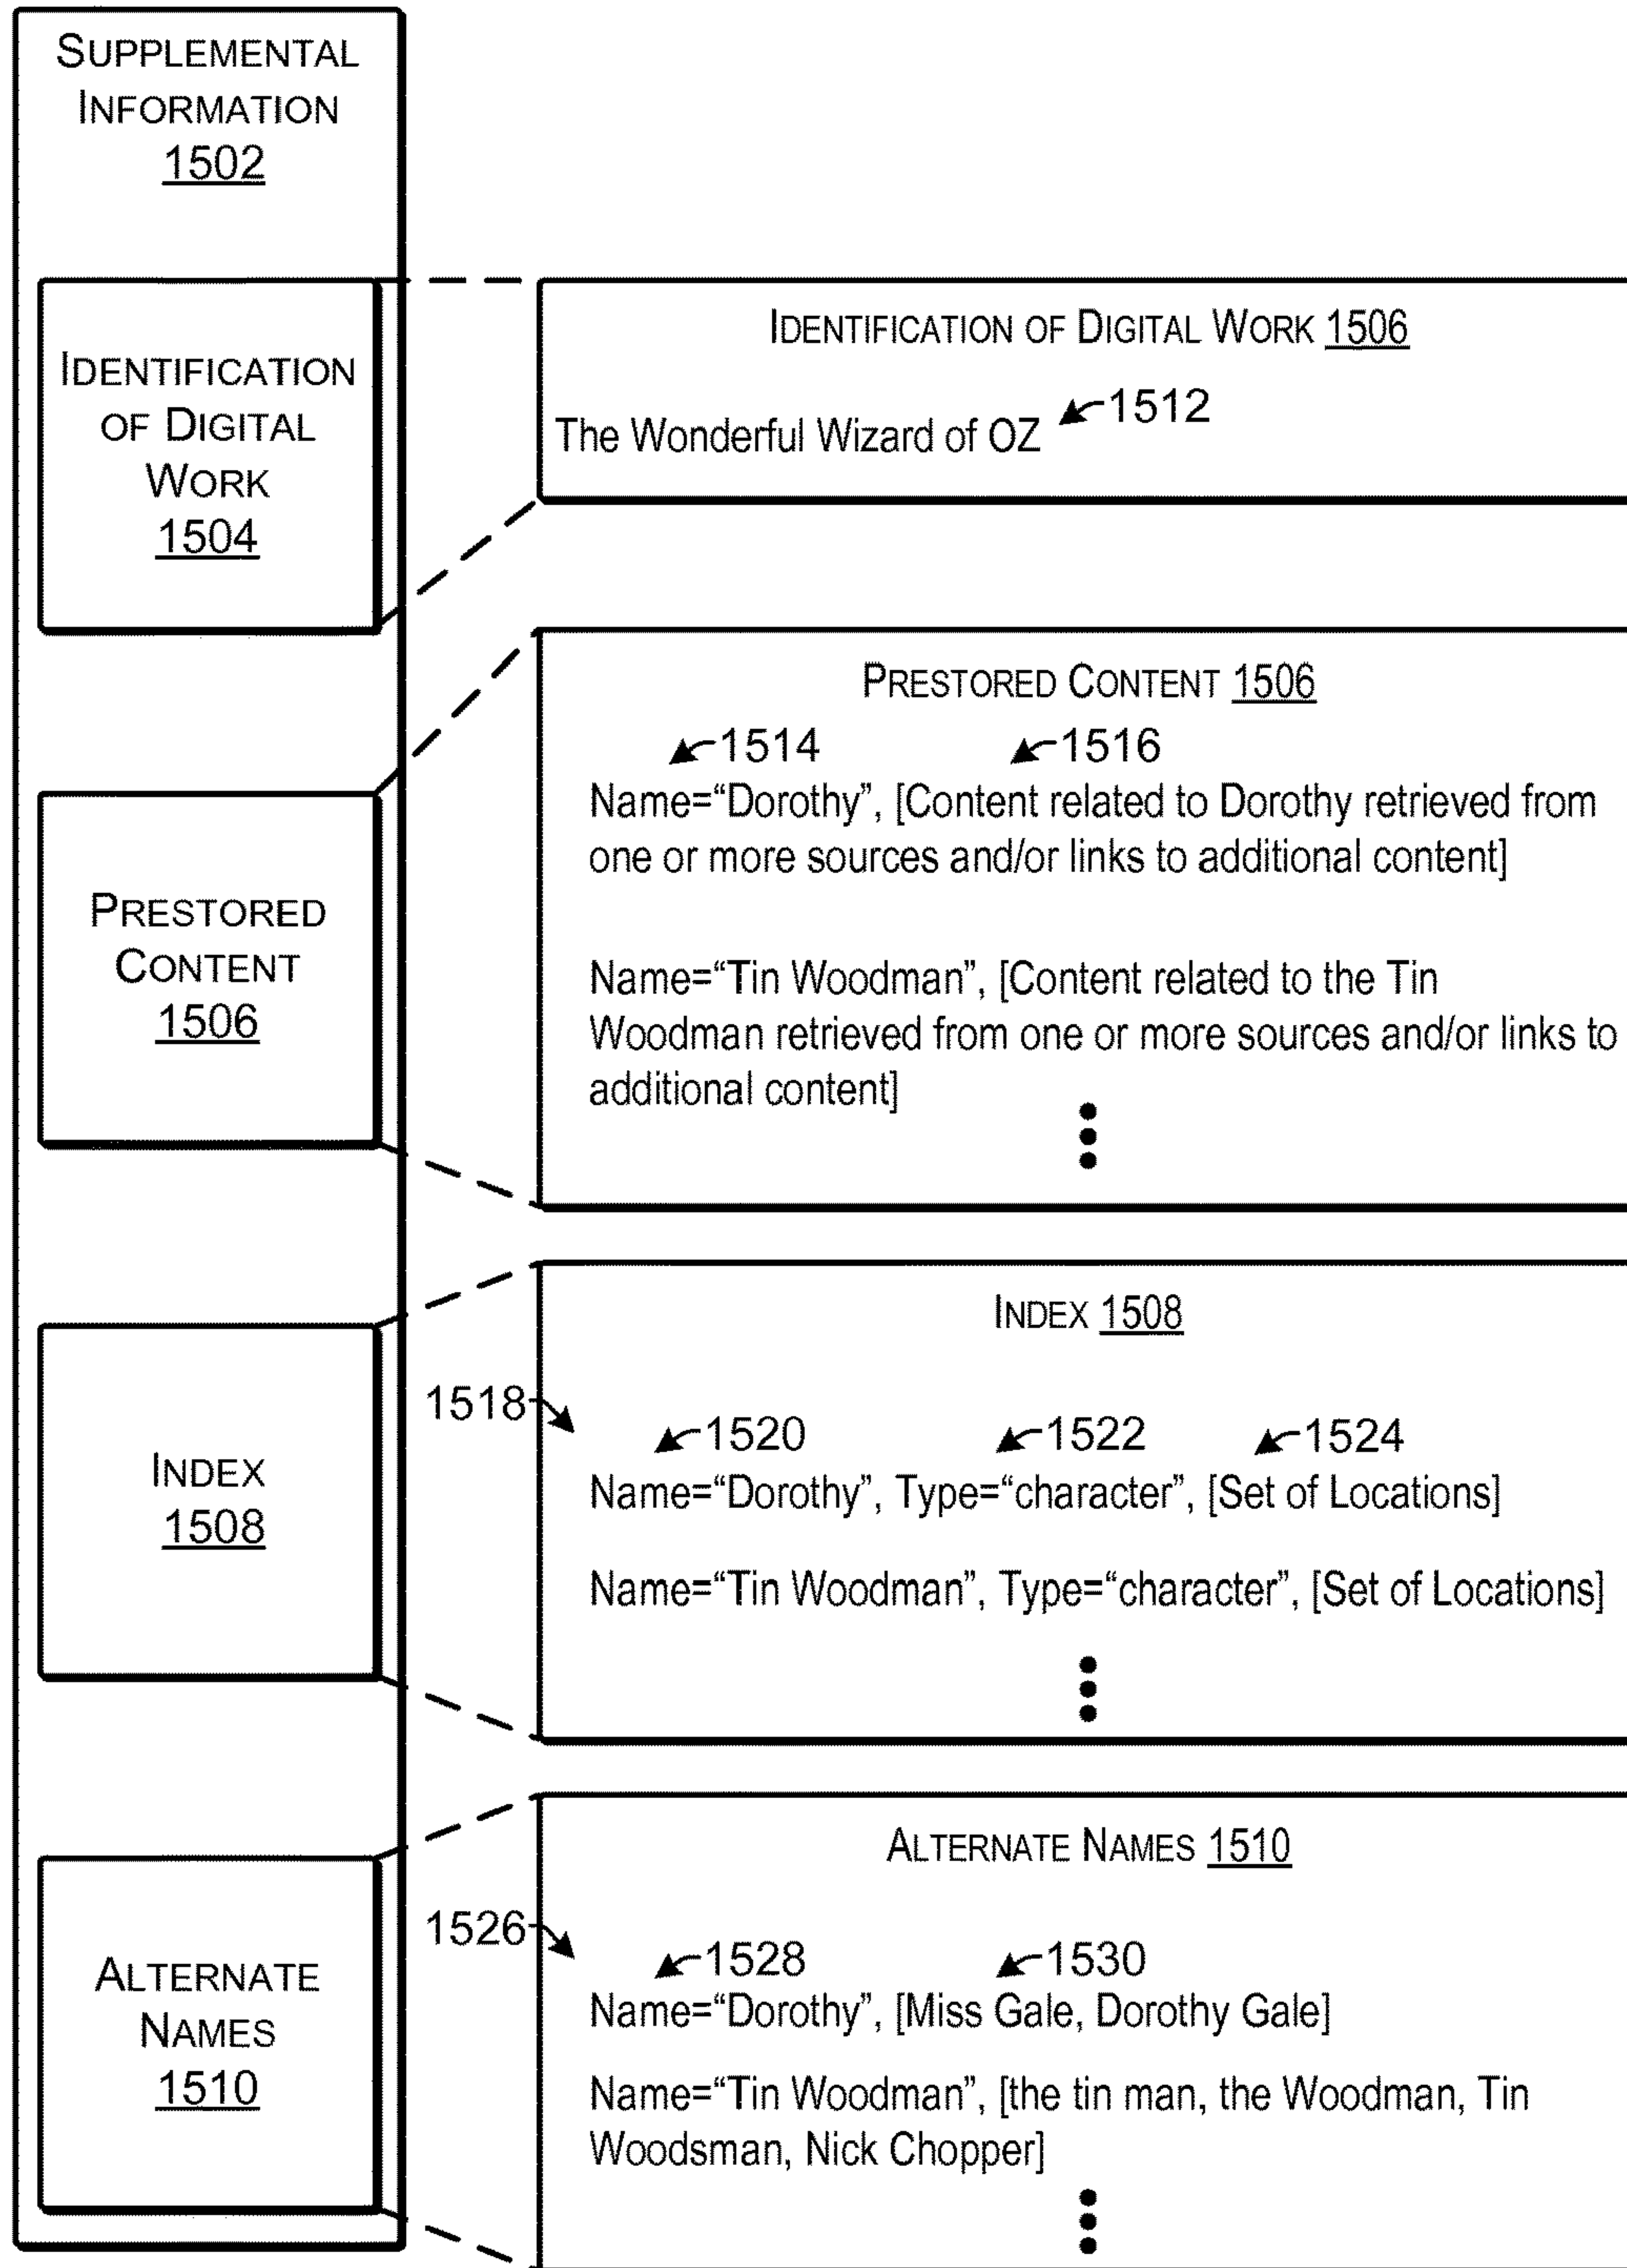 SUPPLEMENTAL
INFORMATION
1502
IDENTIFICATION
OF DIGITAL
WORK
1504
IDENTIFICATION OF DIGITAL WORK 1506
The Wonderful Wizard of OZ
1512
PRESTORED
CONTENT
1506
PRESTORED CONTENT 1506
1514
1516
Name=“Dorothy”, [Content related to Dorothy retrieved from
one or more sources and/or links to additional content]
Name=“Tin Woodman”, [Content related to the Tin
Woodman retrieved from one or more sources and/or links to
additional content]
INDEX
1508
INDEX 1508
1518
1520
1522
1524
Name=“Dorothy”, Type=“character”, [Set of Locations]
Name=“Tin Woodman”, Type=“character”, [Set of Locations]
ALTERNATE
NAMES
1510
ALTERNATE NAMES 1510
1526
1528
1530
Name=“Dorothy”, [Miss Gale, Dorothy Gale]
Name=“Tin Woodman”, [the tin man, the Woodman, Tin
Woodsman, Nick Chopper]